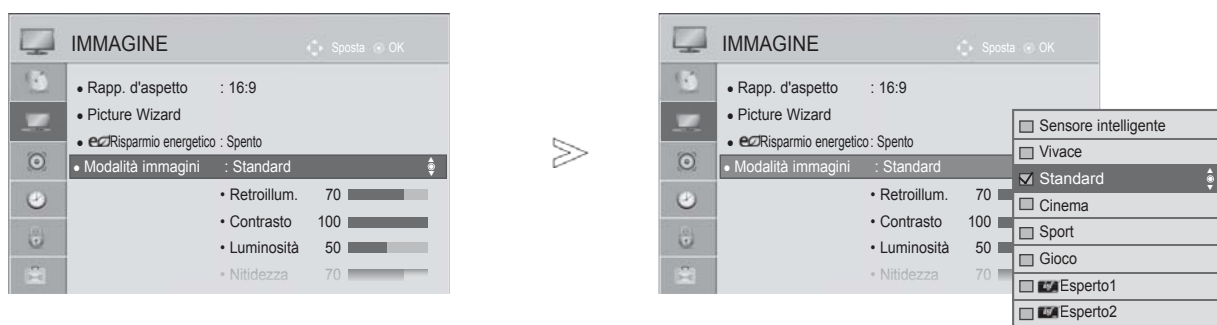 IMMAGINE
Sposta OK
• Rapp. d'aspetto : 16:9
• Picture Wizard
• Risparmio energetico : Spento
• Modalità immagini : Standard
• Retroillum. 70
• Contrasto 100
• Luminosità 50
• Nitidezza 70
IMMAGINE
Sposta OK
• Rapp. d'aspetto : 16:9
• Picture Wizard
• Risparmio energetico : Spento
• Modalità immagini : Standard
• Retroillum. 70
• Contrasto 100
• Luminosità 50
• Nitidezza 70
Sensore intelligente
Vivace
Standard
Cinema
Sport
Gioco
Esperto1
Esperto2